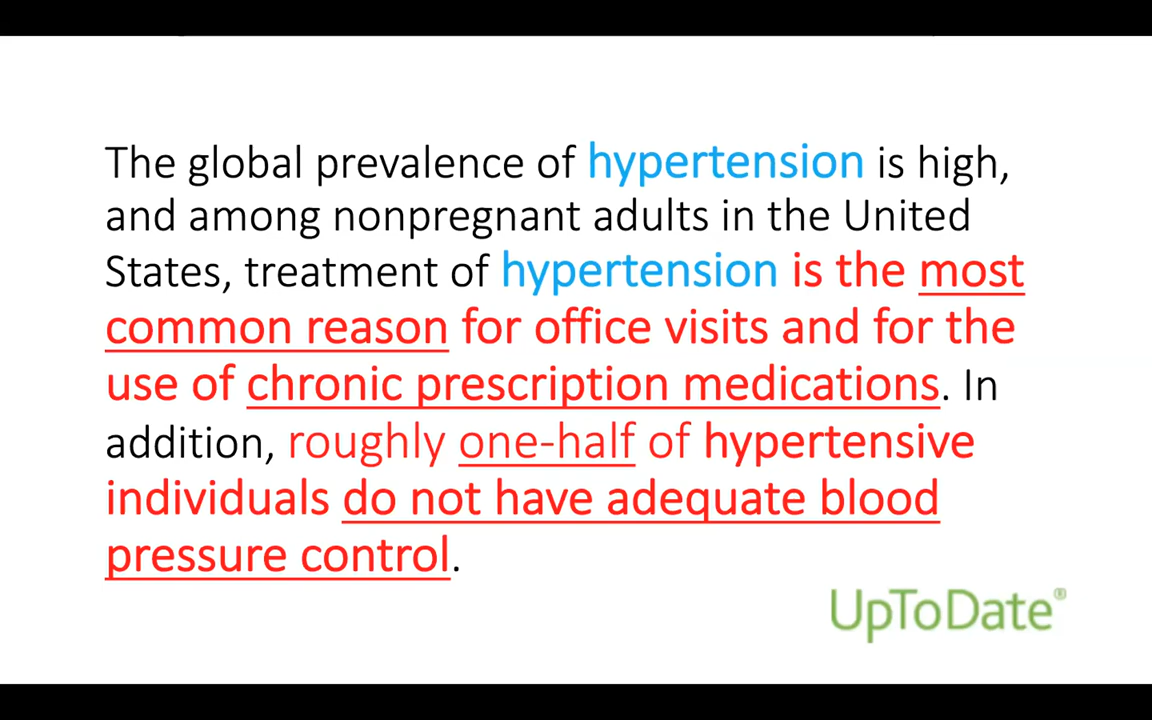 The global prevalence of hypertension is high,
and among nonpregnant adults in the United
States, treatment of hypertension is the most
common reason for office visits and for the
use of chronic prescription medications. In
addition, roughly one-half of hypertensive
individuals do not have adequate blood
pressure control.
UpToDate®